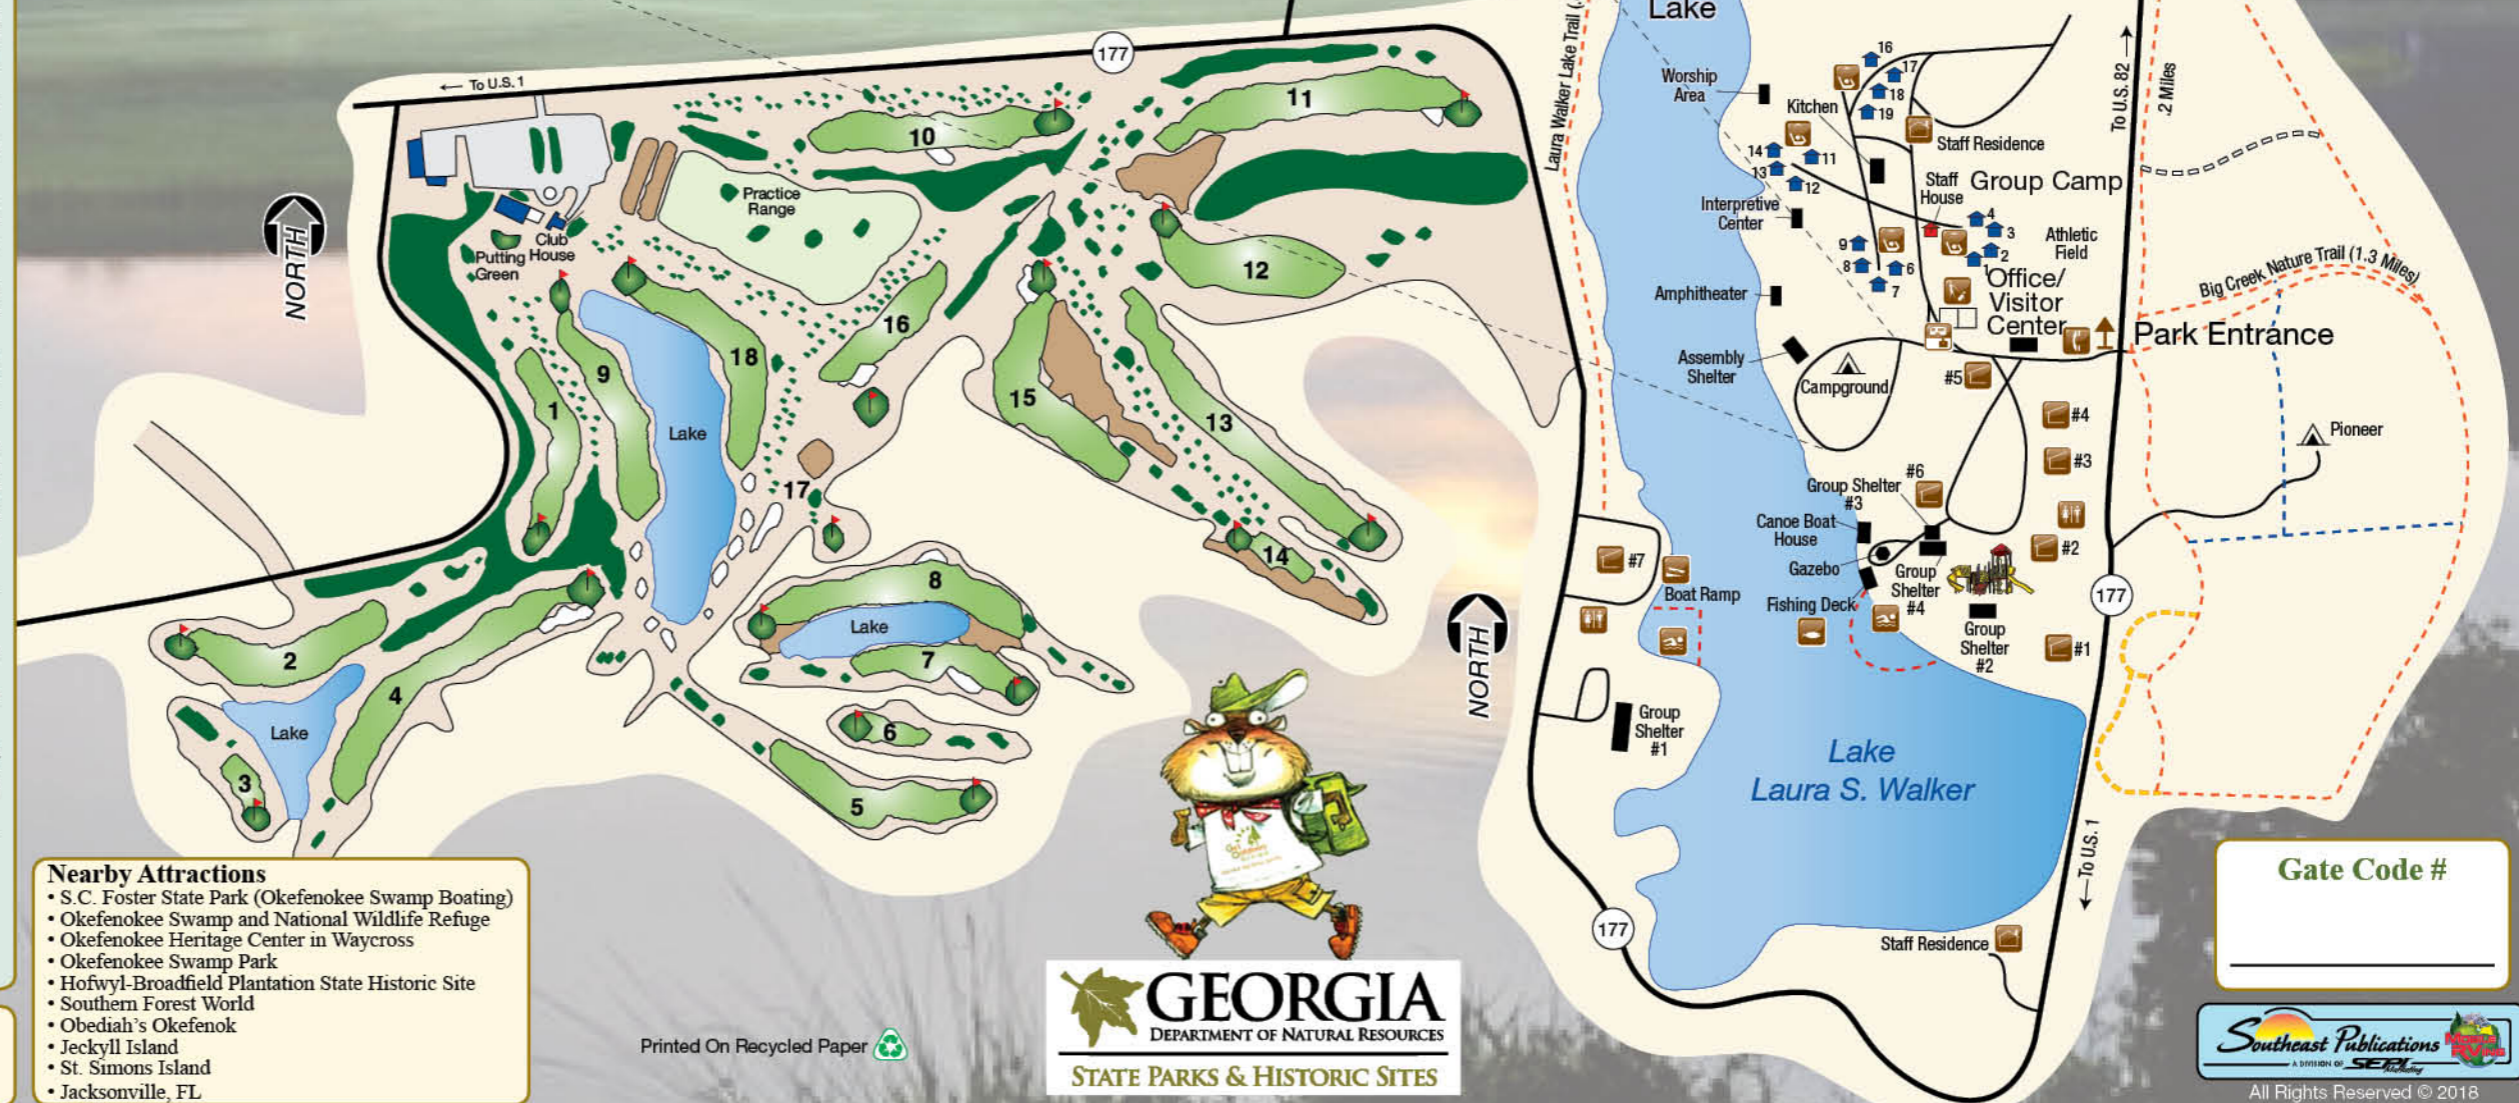 177
← To U.S. 1
10
11
Practice
Range
Club
House
Putting
Green
NORTH
12
16
18
9
1
15
13
Lake
17
14
8
Lake
7
2
4
Lake
3
6
5
Nearby Attractions
• S.C. Foster State Park (Okefenokee Swamp Boating)
• Okefenokee Swamp and National Wildlife Refuge
• Okefenokee Heritage Center in Waycross
• Okefenokee Swamp Park
• Hofwyl-Broadfield Plantation State Historic Site
• Southern Forest World
• Obediah's Okefenok
• Jeckyll Island
• St. Simons Island
• Jacksonville, FL
Printed On Recycled Paper
GEORGIA
DEPARTMENT OF NATURAL RESOURCES
STATE PARKS & HISTORIC SITES
NORTH
Lake
Laura Walker Lake Trail (
Worship
Area
Kitchen
16
17
18
19
Staff Residence
14
13
11
12
Interpretive
Center
Staff
House
Group Camp
4
3
2
1
Athletic
Field
9
8
6
7
Amphitheater
Office/
Visitor
Center
Assembly
Shelter
Campground
#5
Park Entrance
To U.S. 82 →
.2 Miles
Big Creek Nature Trail (1.3 Miles)
Pioneer
#4
#3
#6
Group Shelter
#3
Canoe Boat
House
Gazebo
Group
Shelter
#4
#2
#7
Boat Ramp
Fishing Deck
Group
Shelter
#2
#1
177
Group
Shelter
#1
Lake
Laura S. Walker
← To U.S. 1
177
Staff Residence
Gate Code #
Southeast Publications
A DIVISION OF SEPI
Marketing
MOBILE
RVING
All Rights Reserved © 2018